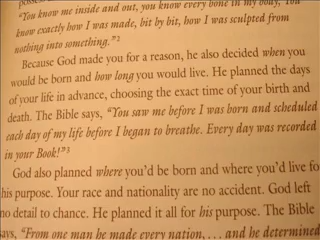 "You know me inside and out, you know every bone in my body; You
know exactly how I was made, bit by bit, how I was sculpted from
nothing into something."2
Because God made you for a reason, he also decided when you
would be born and how long you would live. He planned the days
of your life in advance, choosing the exact time of your birth and
death. The Bible says, "You saw me before I was born and scheduled
each day of my life before I began to breathe. Every day was recorded
in your Book!"3
God also planned where you'd be born and where you'd live fo
his purpose. Your race and nationality are no accident. God left
no detail to chance. He planned it all for his purpose. The Bible
says, "From one man he made every nation, . . . and he determined